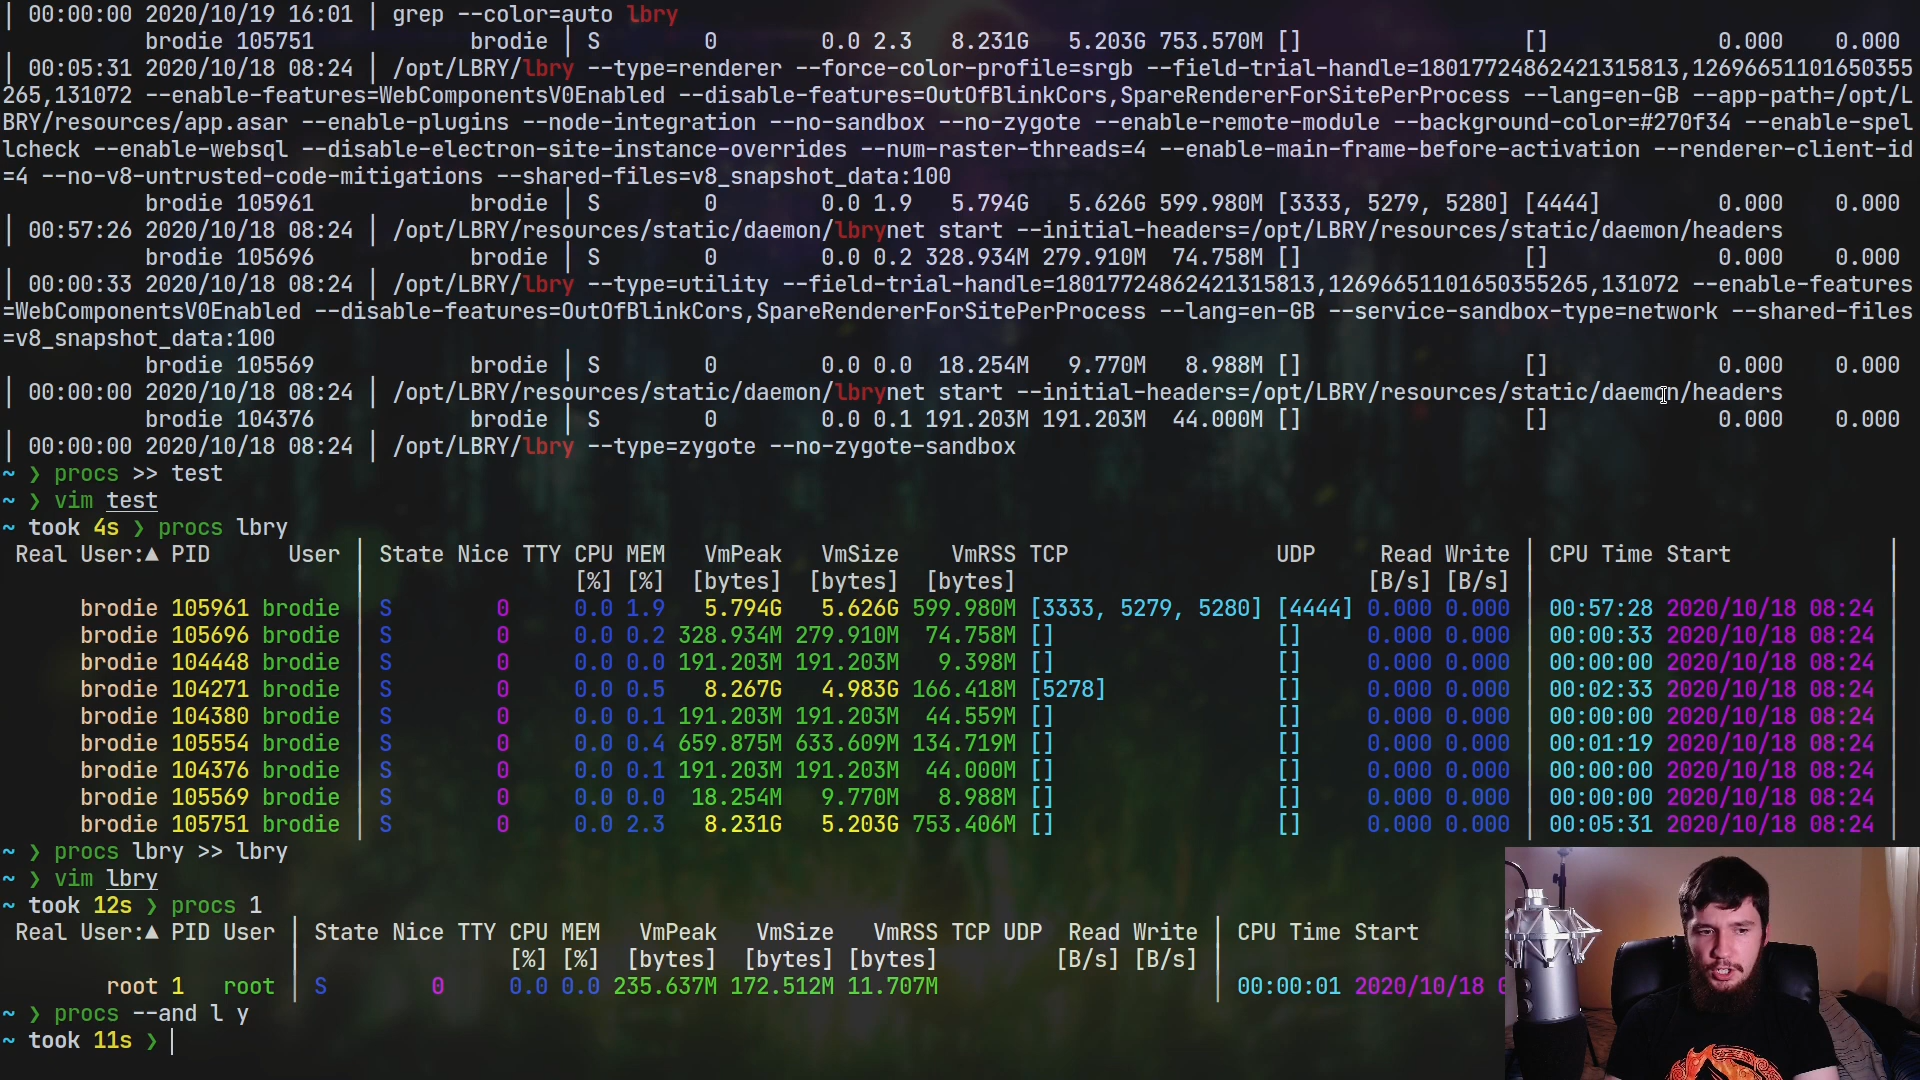 | 00:00:00 2020/10/19 16:01 | grep --color=auto lbry
brodie 105751 brodie | S 0 0.0 2.3 8.231G 5.203G 753.570M [] [] 0.000 0.000
| 00:05:31 2020/10/18 08:24 | /opt/LBRY/lbry --type=renderer --force-color-profile=srgb --field-trial-handle=18017724862421315813,12696651101650355
265,131072 --enable-features=WebComponentsV0Enabled --disable-features=OutOfBlinkCors,SpareRendererForSitePerProcess --lang=en-GB --app-path=/opt/L
BRY/resources/app.asar --enable-plugins --node-integration --no-sandbox --no-zygote --enable-remote-module --background-color=#270f34 --enable-spel
lcheck --enable-websql --disable-electron-site-instance-overrides --num-raster-threads=4 --enable-main-frame-before-activation --renderer-client-id
=4 --no-v8-untrusted-code-mitigations --shared-files=v8_snapshot_data:100
brodie 105961 brodie | S 0 0.0 1.9 5.794G 5.626G 599.980M [3333, 5279, 5280] [4444] 0.000 0.000
| 00:57:26 2020/10/18 08:24 | /opt/LBRY/resources/static/daemon/lbrynet start --initial-headers=/opt/LBRY/resources/static/daemon/headers
brodie 105696 brodie | S 0 0.0 0.2 328.934M 279.910M 74.758M [] [] 0.000 0.000
| 00:00:33 2020/10/18 08:24 | /opt/LBRY/lbry --type=utility --field-trial-handle=18017724862421315813,12696651101650355265,131072 --enable-features
=WebComponentsV0Enabled --disable-features=OutOfBlinkCors,SpareRendererForSitePerProcess --lang=en-GB --service-sandbox-type=network --shared-files
=v8_snapshot_data:100
brodie 105569 brodie | S 0 0.0 0.0 18.254M 9.770M 8.988M [] [] 0.000 0.000
| 00:00:00 2020/10/18 08:24 | /opt/LBRY/resources/static/daemon/lbrynet start --initial-headers=/opt/LBRY/resources/static/daemon/headers
brodie 104376 brodie | S 0 0.0 0.1 191.203M 191.203M 44.000M [] [] 0.000 0.000
| 00:00:00 2020/10/18 08:24 | /opt/LBRY/lbry --type=zygote --no-zygote-sandbox
~ ❯ procs >> test
~ ❯ vim test
~ took 4s ❯ procs lbry
Real User:▲ PID User | State Nice TTY CPU MEM VmPeak VmSize VmRSS TCP UDP Read Write | CPU Time Start |
| [%] [%] [bytes] [bytes] [bytes] [B/s] [B/s] | |
brodie 105961 brodie | S 0 0.0 1.9 5.794G 5.626G 599.980M [3333, 5279, 5280] [4444] 0.000 0.000 | 00:57:28 2020/10/18 08:24 |
brodie 105696 brodie | S 0 0.0 0.2 328.934M 279.910M 74.758M [] [] 0.000 0.000 | 00:00:33 2020/10/18 08:24 |
brodie 104448 brodie | S 0 0.0 0.0 191.203M 191.203M 9.398M [] [] 0.000 0.000 | 00:00:00 2020/10/18 08:24 |
brodie 104271 brodie | S 0 0.0 0.5 8.267G 4.983G 166.418M [5278] [] 0.000 0.000 | 00:02:33 2020/10/18 08:24 |
brodie 104380 brodie | S 0 0.0 0.1 191.203M 191.203M 44.559M [] [] 0.000 0.000 | 00:00:00 2020/10/18 08:24 |
brodie 105554 brodie | S 0 0.0 0.4 659.875M 633.609M 134.719M [] [] 0.000 0.000 | 00:01:19 2020/10/18 08:24 |
brodie 104376 brodie | S 0 0.0 0.1 191.203M 191.203M 44.000M [] [] 0.000 0.000 | 00:00:00 2020/10/18 08:24 |
brodie 105569 brodie | S 0 0.0 0.0 18.254M 9.770M 8.988M [] [] 0.000 0.000 | 00:00:00 2020/10/18 08:24 |
brodie 105751 brodie | S 0 0.0 2.3 8.231G 5.203G 753.406M [] [] 0.000 0.000 | 00:05:31 2020/10/18 08:24 |
~ ❯ procs lbry >> lbry
~ ❯ vim lbry
~ took 12s ❯ procs 1
Real User:▲ PID User | State Nice TTY CPU MEM VmPeak VmSize VmRSS TCP UDP Read Write | CPU Time Start
| [%] [%] [bytes] [bytes] [bytes] [B/s] [B/s] |
root 1 root | S 0 0.0 0.0 235.637M 172.512M 11.707M | 00:00:01 2020/10/18
~ ❯ procs --and l y
~ took 11s ❯